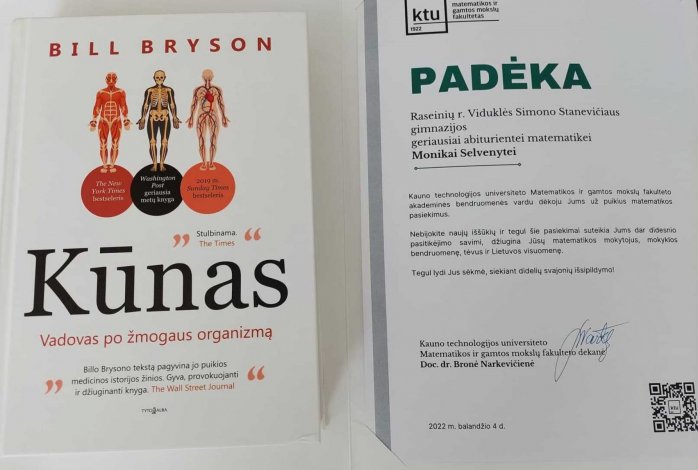 BILL BRYSON
The New
York Times
bestseleris
Washington
Post
geriausia
metų knyga
2019 m.
Sunday Times
bestseleris
Stulbinama.
The Times
Kūnas
Vadovas po žmogaus organizmą
Billo Brysono tekstą pagyvina jo puikios
medicinos istorijos žinios. Gyva, provokuojanti
ir džiuginanti knyga. The Wall Street Journal
TYTO ALBA
ktu
1922
matematikos ir
gamtos mokslų
fakultetas
PADĖKA
Raseinių r. Viduklės Simono Stanevičiaus
gimnazijos
geriausiai abiturientei matematikei
Monikai Selvenytei
Kauno technologijos universiteto Matematikos ir gamtos mokslų fakulteto
akademinės bendruomenės vardu dėkoju Jums už puikius matematikos
pasiekimus.
Nebijokite naujų iššūkių ir tegul šie pasiekimai suteikia Jums dar didesnio
pasitikėjimo savimi, džiugina Jūsų matematikos mokytojus, mokyklos
bendruomenę, tėvus ir Lietuvos visuomenę.
Tegul lydi Jus sėkmė, siekiant didelių svajonių išsipildymo!
Kauno technologijos universiteto
Matematikos ir gamtos mokslų fakulteto dekanė
Doc. dr. Bronė Narkevičienė
ktu
2022 m. balandžio 4 d.